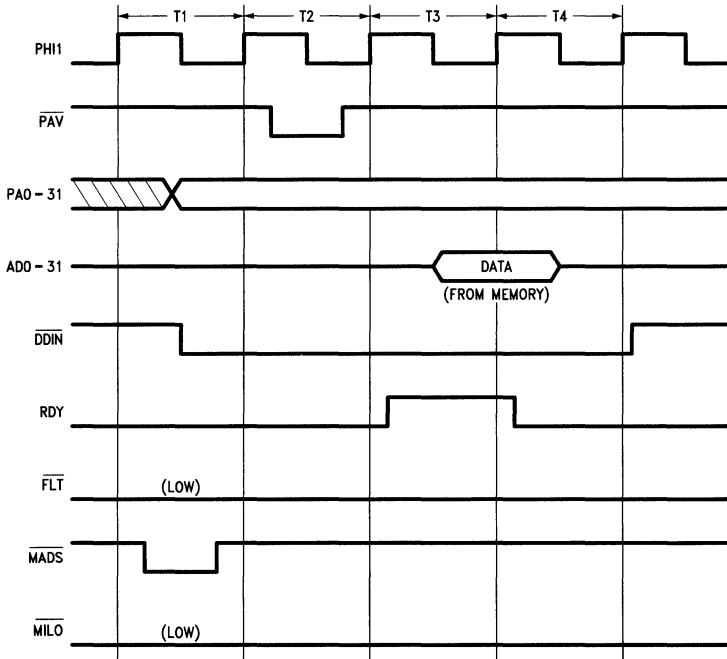 T1 T2 T3 T4
PHI1
PAV
PA0-31
AD0-31
DATA
(FROM MEMORY)
DDIN
RDY
FLT
(LOW)
MADS
MILO
(LOW)